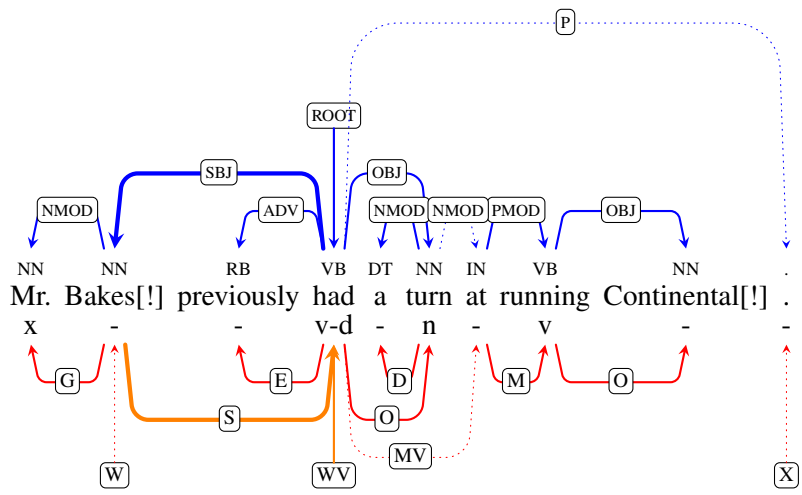 P
ROOT
SBJ OBJ
NMOD ADV NMOD NMOD PMOD OBJ
NN NN RB VB DT NN IN VB NN .
Mr. Bakes[!] previously had a turn at running Continental[!] .
x - - v-d - n - v - -
G E D M O
S O
MV
W WV X